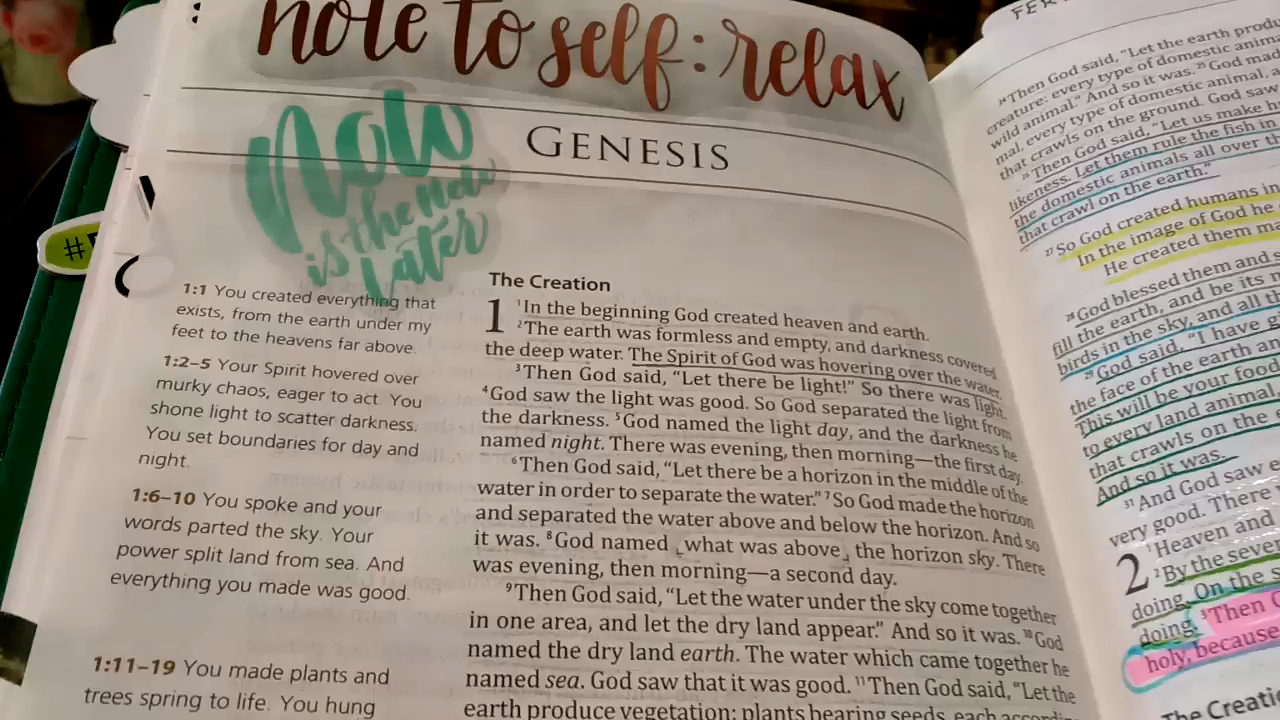 note to self: relax
Now
is the new
later
GENESIS
#
1:1 You created everything that
exists, from the earth under my
feet to the heavens far above.
1:2–5 Your Spirit hovered over
murky chaos, eager to act. You
shone light to scatter darkness.
You set boundaries for day and
night.
1:6–10 You spoke and your
words parted the sky. Your
power split land from sea. And
everything you made was good.
1:11–19 You made plants and
trees spring to life. You hung
The Creation
1 ¹In the beginning God created heaven and earth.
²The earth was formless and empty, and darkness covered
the deep water. The Spirit of God was hovering over the water.
³Then God said, “Let there be light!” So there was light.
⁴God saw the light was good. So God separated the light from
the darkness. ⁵God named the light day, and the darkness he
named night. There was evening, then morning—the first day.
⁶Then God said, “Let there be a horizon in the middle of the
water in order to separate the water.” ⁷So God made the horizon
and separated the water above and below the horizon. And so
it was. ⁸God named ⌞what was above⌟ the horizon sky. There
was evening, then morning—a second day.
⁹Then God said, “Let the water under the sky come together
in one area, and let the dry land appear.” And so it was. ¹⁰God
named the dry land earth. The water which came together he
named sea. God saw that it was good. ¹¹Then God said, “Let the
earth produce vegetation: plants bearing seeds, each
²⁴Then God said, “Let the earth
creature: every type of domestic
wild animal.” And so it was. ²⁵God made
mal, every type of domestic animal,
that crawls on the ground. God saw
²⁶Then God said, “Let us make
likeness. Let them rule the fish in
the domestic animals all over
that crawl on the earth.”
²⁷So God created humans in
In the image of God he
He created them
²⁸God blessed them and
fill the earth, and be its
birds in the sky, and all
²⁹God said, “I have
the face of the earth
This will be your food
to every land animal,
that crawls on the
And so it was.
³¹And God saw
very good. There
2 ¹Heaven and
²By the
doing. On the
doing. ³Then
holy, because
The